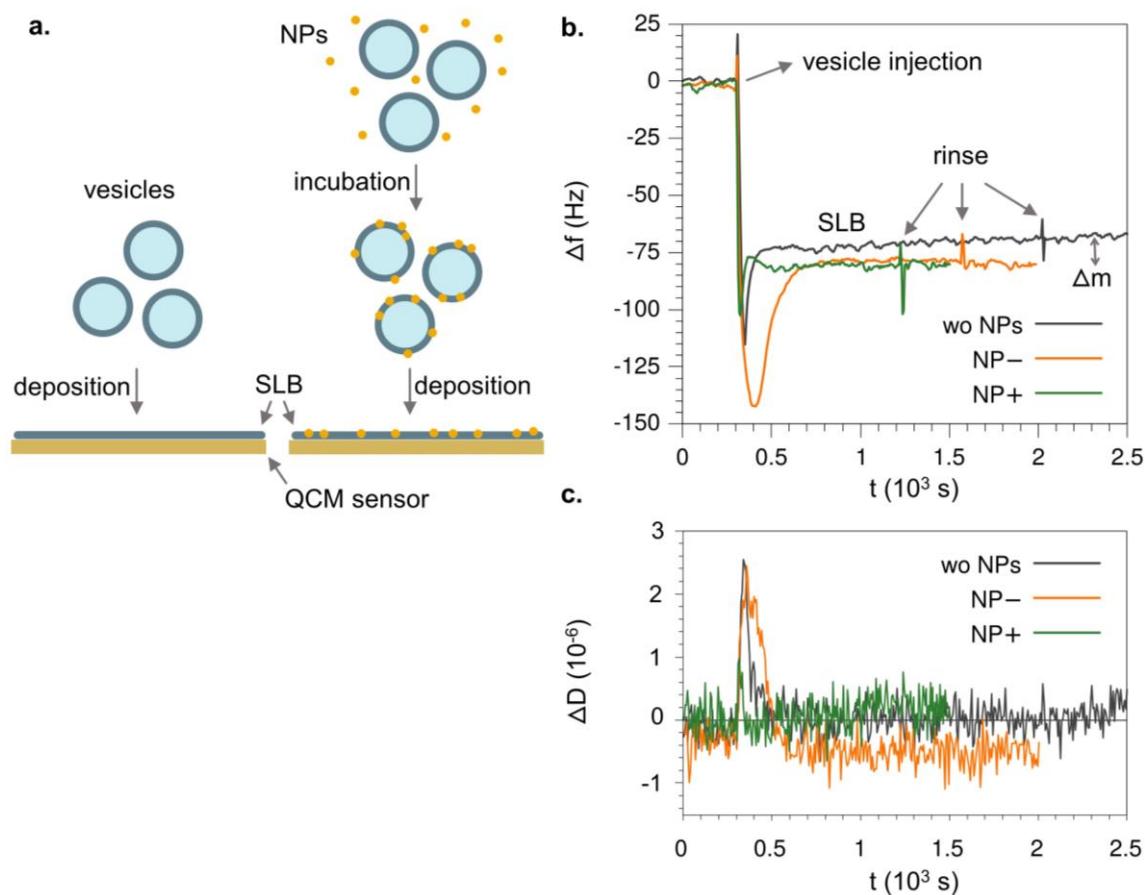 a.
NPs
incubation
vesicles
deposition
SLB
deposition
QCM sensor
b.
25
0
-25
-50
-75
-100
-125
-150
Δf (Hz)
vesicle injection
rinse
SLB
Δm
wo NPs
NP−
NP+
0 0.5 1 1.5 2 2.5
t (10³ s)
c.
3
2
1
0
-1
ΔD (10⁻⁶)
wo NPs
NP−
NP+
0 0.5 1 1.5 2 2.5
t (10³ s)